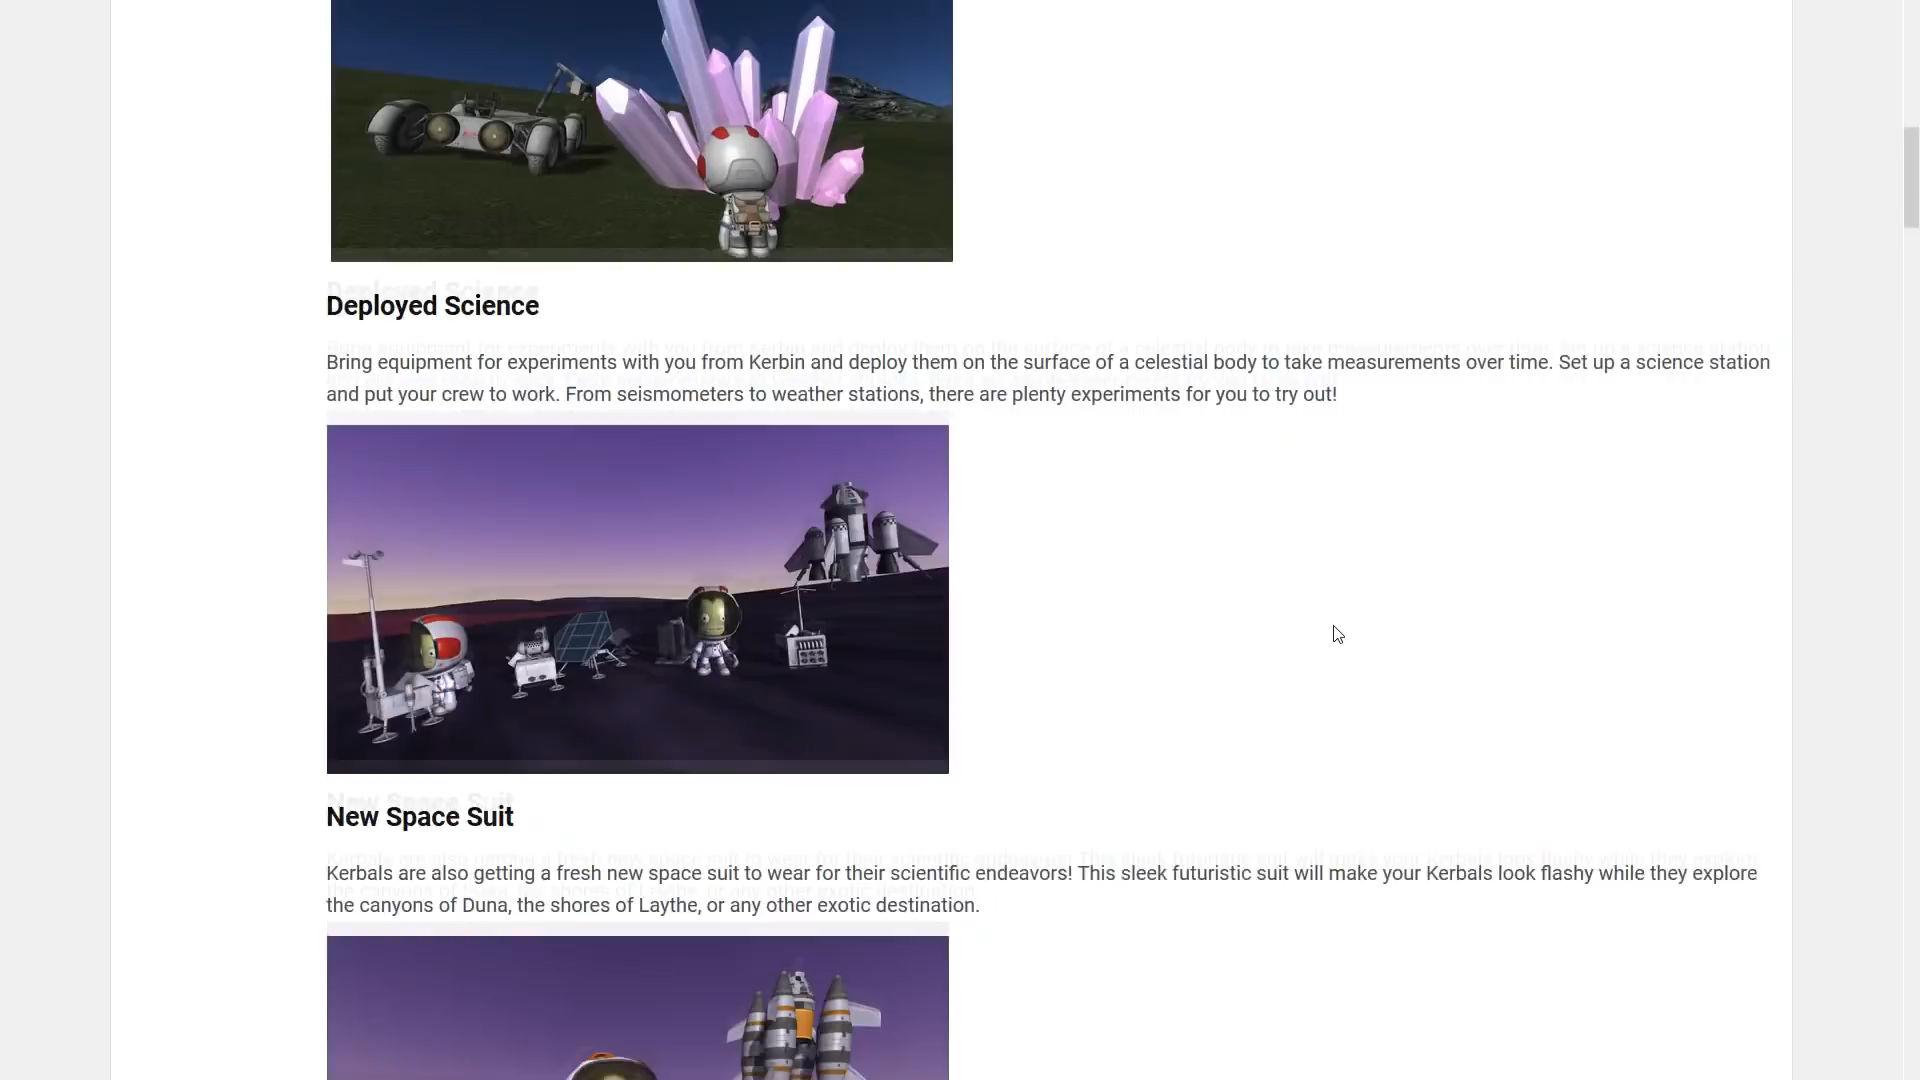 Deployed Science
Bring equipment for experiments with you from Kerbin and deploy them on the surface of a celestial body to take measurements over time. Set up a science station
and put your crew to work. From seismometers to weather stations, there are plenty experiments for you to try out!
New Space Suit
Kerbals are also getting a fresh new space suit to wear for their scientific endeavors! This sleek futuristic suit will make your Kerbals look flashy while they explore
the canyons of Duna, the shores of Laythe, or any other exotic destination.